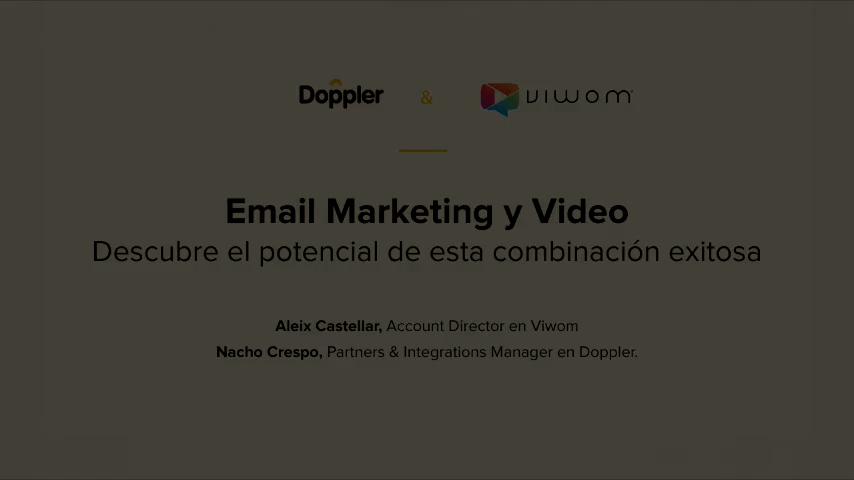 Doppler & VIWOM
Email Marketing y Video
Descubre el potencial de esta combinación exitosa
Aleix Castellar, Account Director en Viwom
Nacho Crespo, Partners & Integrations Manager en Doppler.